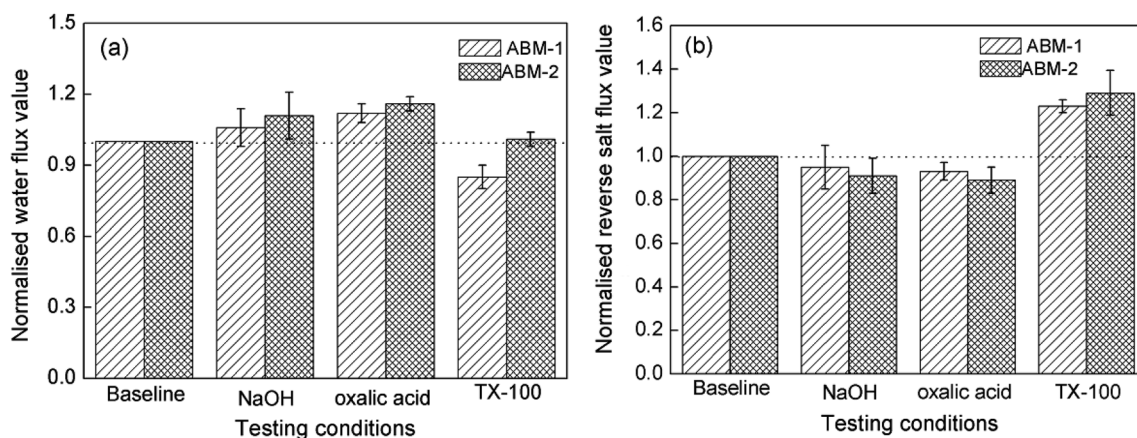 (a)
ABM-1
ABM-2
Normalised water flux value
1.5
1.2
0.9
0.6
0.3
0.0
Baseline NaOH oxalic acid TX-100
Testing conditions
(b)
ABM-1
ABM-2
Normalised reverse salt flux value
1.6
1.4
1.2
1.0
0.8
0.6
0.4
0.2
0.0
Baseline NaOH oxalic acid TX-100
Testing conditions